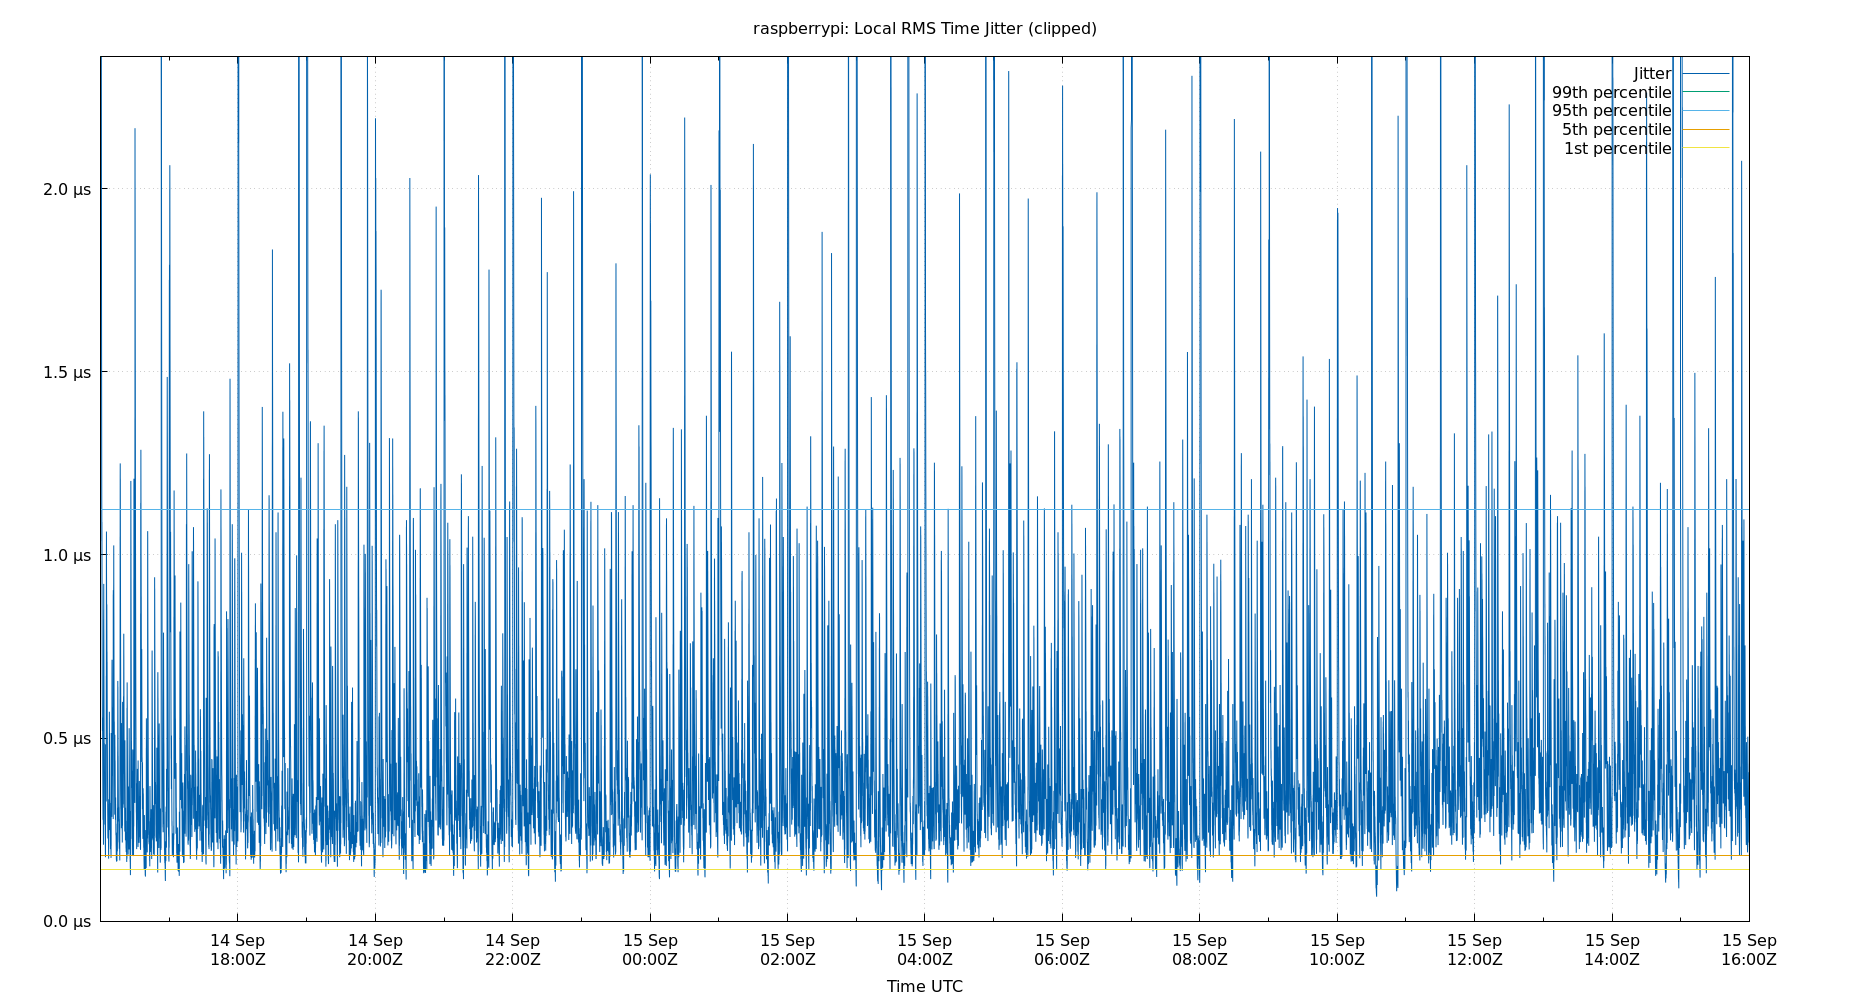 raspberrypi: Local RMS Time Jitter (clipped)
Jitter
99th percentile
95th percentile
5th percentile
1st percentile
2.0 µs
1.5 µs
1.0 µs
0.5 µs
0.0 µs
14 Sep 14 Sep 14 Sep 15 Sep 15 Sep 15 Sep 15 Sep 15 Sep 15 Sep 15 Sep 15 Sep 15 Sep
18:00Z 20:00Z 22:00Z 00:00Z 02:00Z 04:00Z 06:00Z 08:00Z 10:00Z 12:00Z 14:00Z 16:00Z
Time UTC